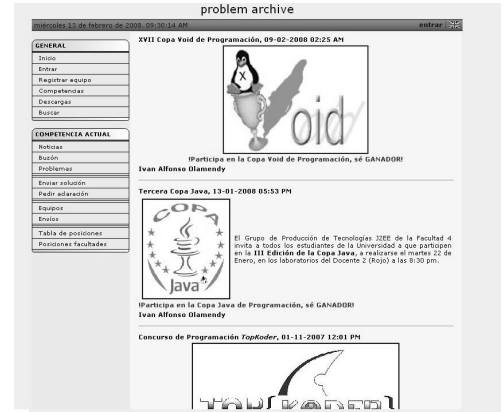 problem archive
miércoles 13 de febrero de 2008, 09:30:14 AM
entrar
GENERAL
Inicio
Entrar
Registrar equipo
Competencias
Descargas
Buscar
COMPETENCIA ACTUAL
Noticias
Buzón
Problemas
Enviar solución
Pedir aclaración
Equipos
Envíos
Tabla de posiciones
Posiciones facultades
XVII Copa Void de Programación, 09-02-2008 02:25 AM
X
Void
!Participa en la Copa Void de Programación, sé GANADOR!
Ivan Alfonso Olamendy
Tercera Copa Java, 13-01-2008 05:53 PM
COPA
Java
El Grupo de Producción de Tecnologías J2EE de la Facultad 4
invita a todos los estudiantes de la Universidad a que participen
en la III Edición de la Copa Java, a realizarse el martes 22 de
Enero, en los laboratorios del Docente 2 (Rojo) a las 8:30 pm.
!Participa en la Copa Java de Programación, sé GANADOR!
Ivan Alfonso Olamendy
Concurso de Programación TopKoder, 01-11-2007 12:01 PM
TOP{KODER}